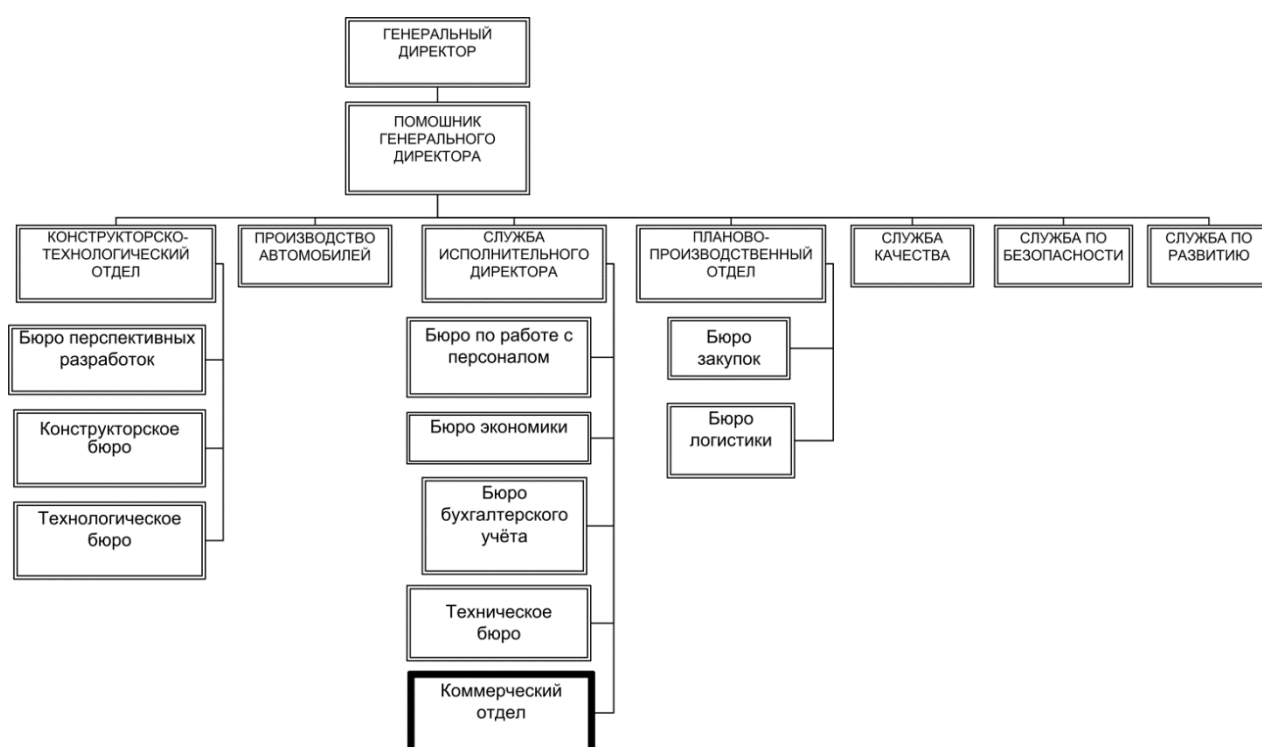 ГЕНЕРАЛЬНЫЙ
ДИРЕКТОР
ПОМОШНИК
ГЕНЕРАЛЬНОГО
ДИРЕКТОРА
КОНСТРУКТОРСКО-
ТЕХНОЛОГИЧЕСКИЙ
ОТДЕЛ
ПРОИЗВОДСТВО
АВТОМОБИЛЕЙ
СЛУЖБА
ИСПОЛНИТЕЛЬНОГО
ДИРЕКТОРА
ПЛАНОВО-
ПРОИЗВОДСТВЕННЫЙ
ОТДЕЛ
СЛУЖБА
КАЧЕСТВА
СЛУЖБА ПО
БЕЗОПАСНОСТИ
СЛУЖБА ПО
РАЗВИТИЮ
Бюро перспективных
разработок
Конструкторское
бюро
Технологическое
бюро
Бюро по работе с
персоналом
Бюро экономики
Бюро
бухгалтерского
учёта
Техническое
бюро
Коммерческий
отдел
Бюро
закупок
Бюро
логистики